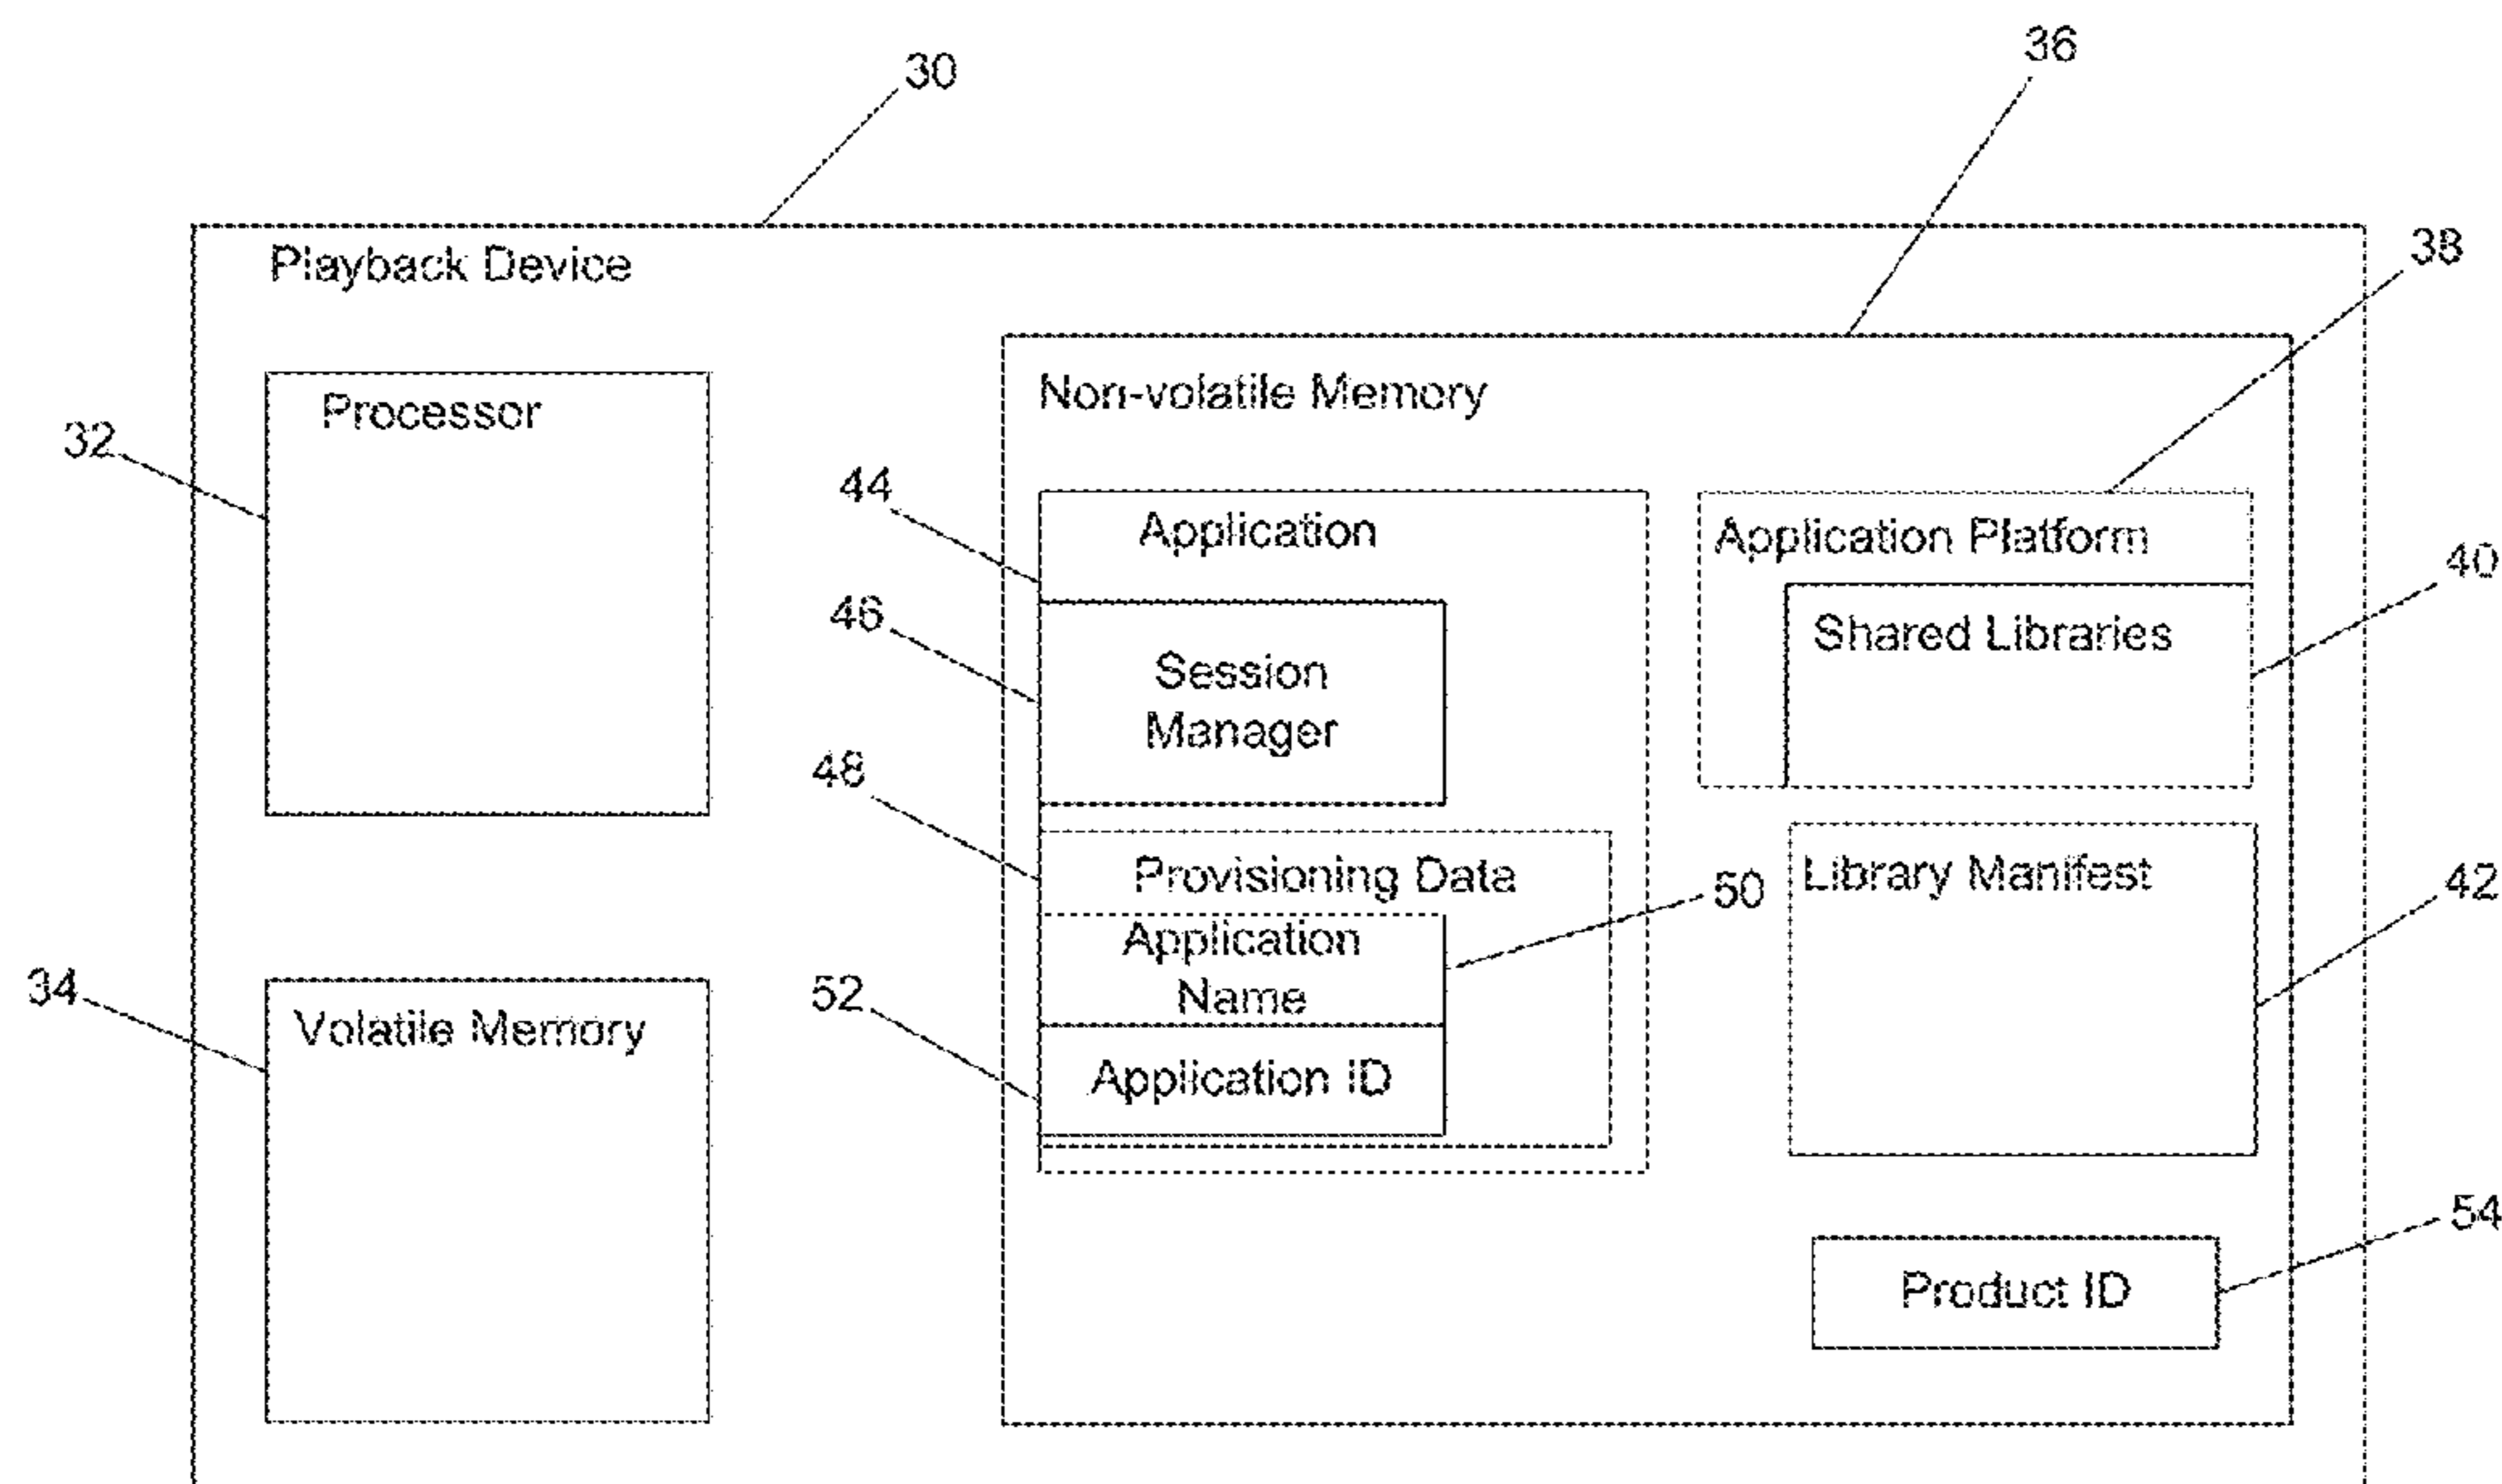 36
30
38
Playback Device
Non-volatile Memory
Processor
32
44
Application
Application Platform
40
46
Shared Libraries
Session
Manager
48
Provisioning Data
50
Library Manifest
42
Application
Name
34
52
Volatile Memory
Application ID
54
Product ID